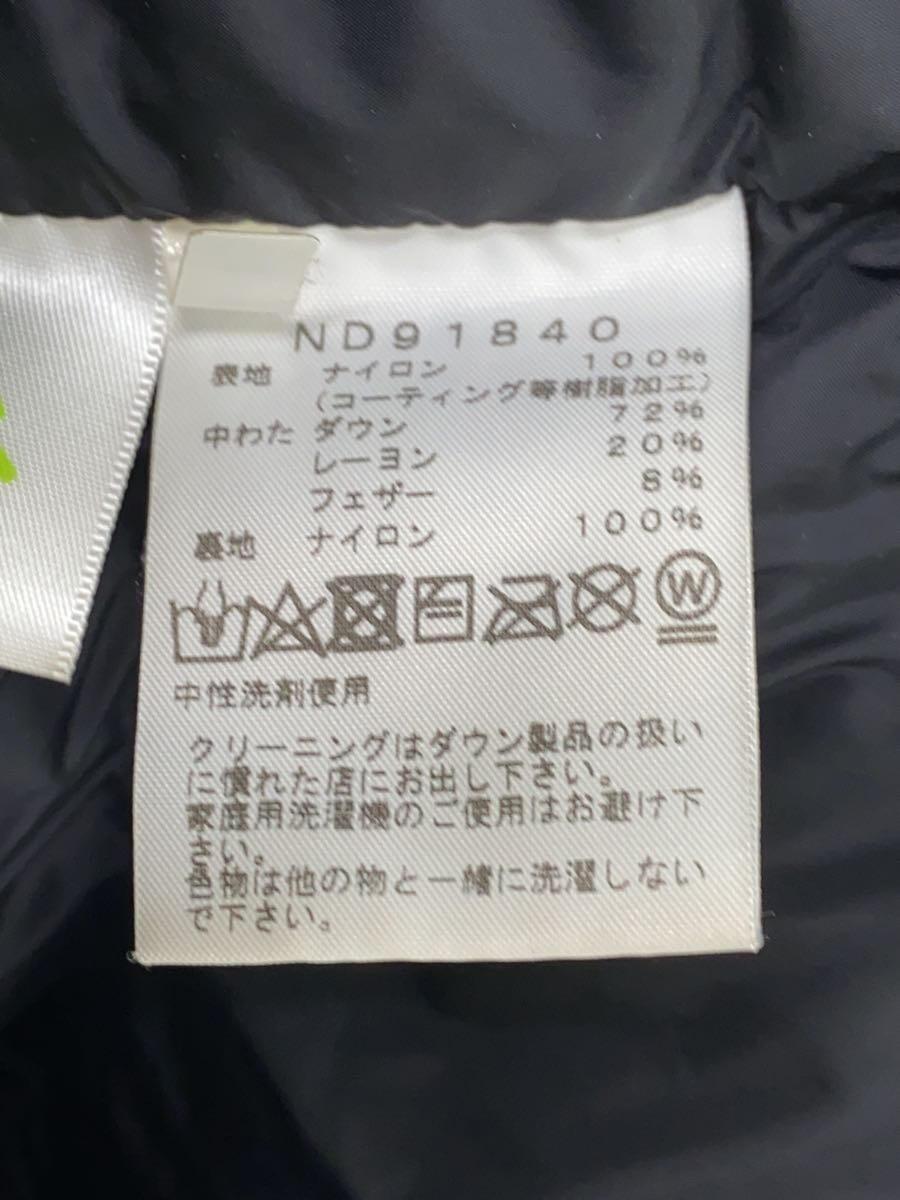 ND91840
表地 ナイロン 100%
(コーティング等樹脂加工)
中わた ダウン 72%
レーヨン 20%
フェザー 8%
裏地 ナイロン 100%
W
中性洗剤使用
クリーニングはダウン製品の扱い
に慣れた店にお出し下さい。
家庭用洗濯機のご使用はお避け下
さい。
色物は他の物と一緒に洗濯しない
で下さい。